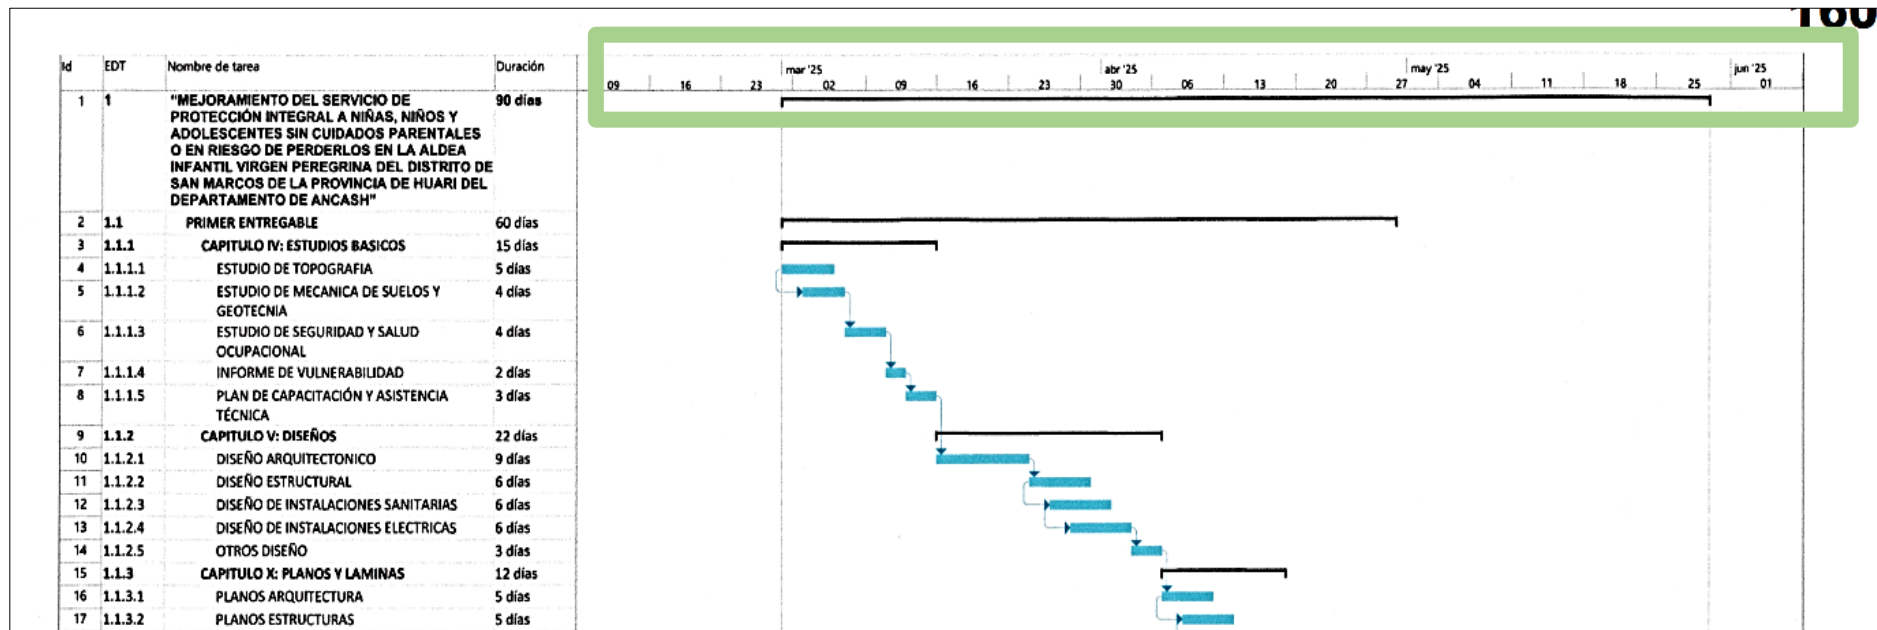 160
Id EDT Nombre de tarea Duración
mar '25 abr '25 may '25 jun '25
09 16 23 02 09 16 23 30 06 13 20 27 04 11 18 25 01
1 1 "MEJORAMIENTO DEL SERVICIO DE 90 días
PROTECCIÓN INTEGRAL A NIÑAS, NIÑOS Y
ADOLESCENTES SIN CUIDADOS PARENTALES
O EN RIESGO DE PERDERLOS EN LA ALDEA
INFANTIL VIRGEN PEREGRINA DEL DISTRITO DE
SAN MARCOS DE LA PROVINCIA DE HUARI DEL
DEPARTAMENTO DE ANCASH"
2 1.1 PRIMER ENTREGABLE 60 días
3 1.1.1 CAPITULO IV: ESTUDIOS BASICOS 15 días
4 1.1.1.1 ESTUDIO DE TOPOGRAFIA 5 días
5 1.1.1.2 ESTUDIO DE MECANICA DE SUELOS Y 4 días
GEOTECNIA
6 1.1.1.3 ESTUDIO DE SEGURIDAD Y SALUD 4 días
OCUPACIONAL
7 1.1.1.4 INFORME DE VULNERABILIDAD 2 días
8 1.1.1.5 PLAN DE CAPACITACIÓN Y ASISTENCIA 3 días
TÉCNICA
9 1.1.2 CAPITULO V: DISEÑOS 22 días
10 1.1.2.1 DISEÑO ARQUITECTONICO 9 días
11 1.1.2.2 DISEÑO ESTRUCTURAL 6 días
12 1.1.2.3 DISEÑO DE INSTALACIONES SANITARIAS 6 días
13 1.1.2.4 DISEÑO DE INSTALACIONES ELECTRICAS 6 días
14 1.1.2.5 OTROS DISEÑO 3 días
15 1.1.3 CAPITULO X: PLANOS Y LAMINAS 12 días
16 1.1.3.1 PLANOS ARQUITECTURA 5 días
17 1.1.3.2 PLANOS ESTRUCTURAS 5 días